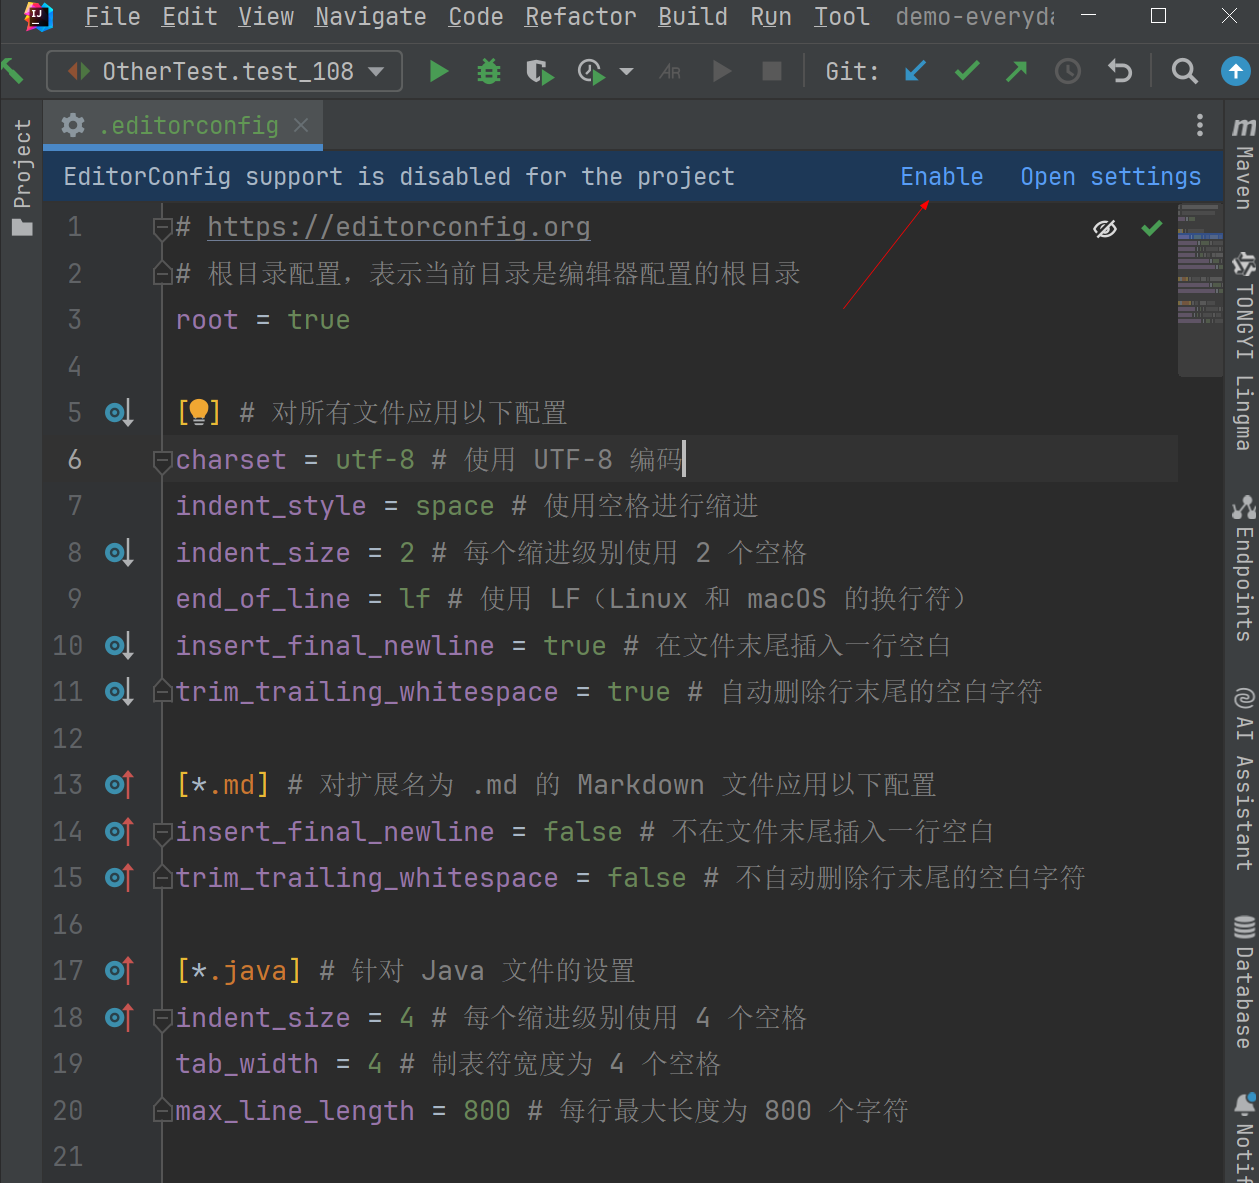 File Edit View Navigate Code Refactor Build Run Tool demo-everyda
OtherTest.test_108 Git:
.editorconfig
EditorConfig support is disabled for the project Enable Open settings
1 # https://editorconfig.org
2 # 根目录配置，表示当前目录是编辑器配置的根目录
3 root = true
4
5 [ ] # 对所有文件应用以下配置
6 charset = utf-8 # 使用 UTF-8 编码
7 indent_style = space # 使用空格进行缩进
8 indent_size = 2 # 每个缩进级别使用 2 个空格
9 end_of_line = lf # 使用 LF（Linux 和 macOS 的换行符）
10 insert_final_newline = true # 在文件末尾插入一行空白
11 trim_trailing_whitespace = true # 自动删除行末尾的空白字符
12
13 [*.md] # 对扩展名为 .md 的 Markdown 文件应用以下配置
14 insert_final_newline = false # 不在文件末尾插入一行空白
15 trim_trailing_whitespace = false # 不自动删除行末尾的空白字符
16
17 [*.java] # 针对 Java 文件的设置
18 indent_size = 4 # 每个缩进级别使用 4 个空格
19 tab_width = 4 # 制表符宽度为 4 个空格
20 max_line_length = 800 # 每行最大长度为 800 个字符
21
Project
Maven
TONGYI Lingma
Endpoints
AI Assistant
Database
Notif